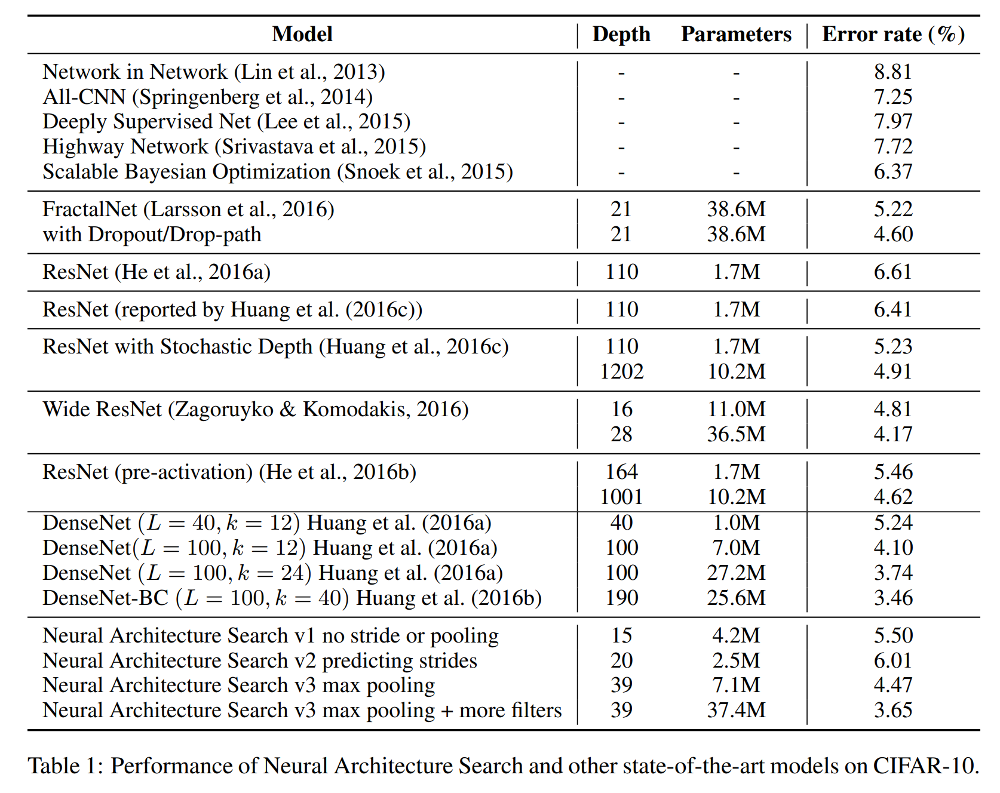 Model Depth Parameters Error rate (%)
Network in Network (Lin et al., 2013) - - 8.81
All-CNN (Springenberg et al., 2014) - - 7.25
Deeply Supervised Net (Lee et al., 2015) - - 7.97
Highway Network (Srivastava et al., 2015) - - 7.72
Scalable Bayesian Optimization (Snoek et al., 2015) - - 6.37
FractalNet (Larsson et al., 2016) 21 38.6M 5.22
with Dropout/Drop-path 21 38.6M 4.60
ResNet (He et al., 2016a) 110 1.7M 6.61
ResNet (reported by Huang et al. (2016c)) 110 1.7M 6.41
ResNet with Stochastic Depth (Huang et al., 2016c) 110 1.7M 5.23
1202 10.2M 4.91
Wide ResNet (Zagoruyko & Komodakis, 2016) 16 11.0M 4.81
28 36.5M 4.17
ResNet (pre-activation) (He et al., 2016b) 164 1.7M 5.46
1001 10.2M 4.62
DenseNet (L = 40, k = 12) Huang et al. (2016a) 40 1.0M 5.24
DenseNet(L = 100, k = 12) Huang et al. (2016a) 100 7.0M 4.10
DenseNet (L = 100, k = 24) Huang et al. (2016a) 100 27.2M 3.74
DenseNet-BC (L = 100, k = 40) Huang et al. (2016b) 190 25.6M 3.46
Neural Architecture Search v1 no stride or pooling 15 4.2M 5.50
Neural Architecture Search v2 predicting strides 20 2.5M 6.01
Neural Architecture Search v3 max pooling 39 7.1M 4.47
Neural Architecture Search v3 max pooling + more filters 39 37.4M 3.65
Table 1: Performance of Neural Architecture Search and other state-of-the-art models on CIFAR-10.